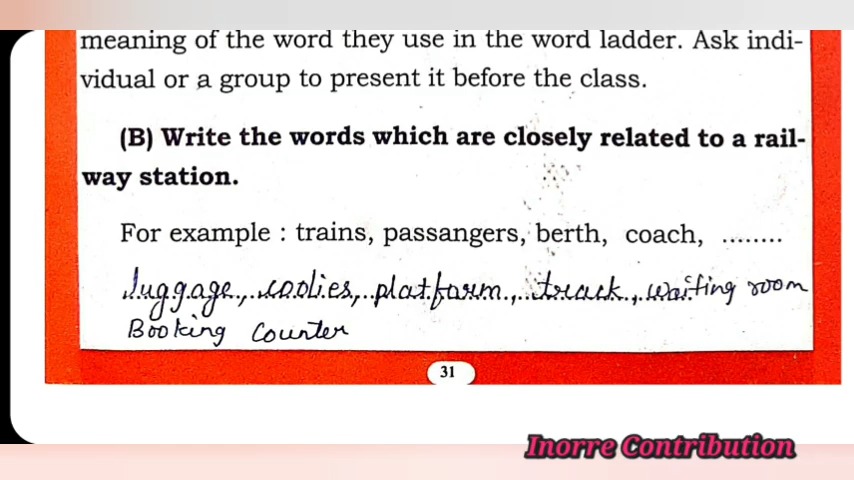 meaning of the word they use in the word ladder. Ask indi-
vidual or a group to present it before the class.
(B) Write the words which are closely related to a rail-
way station.
For example : trains, passangers, berth, coach, ........
luggage, coolies, platform, track, waiting room
Booking Counter
31
Inorre Contribution